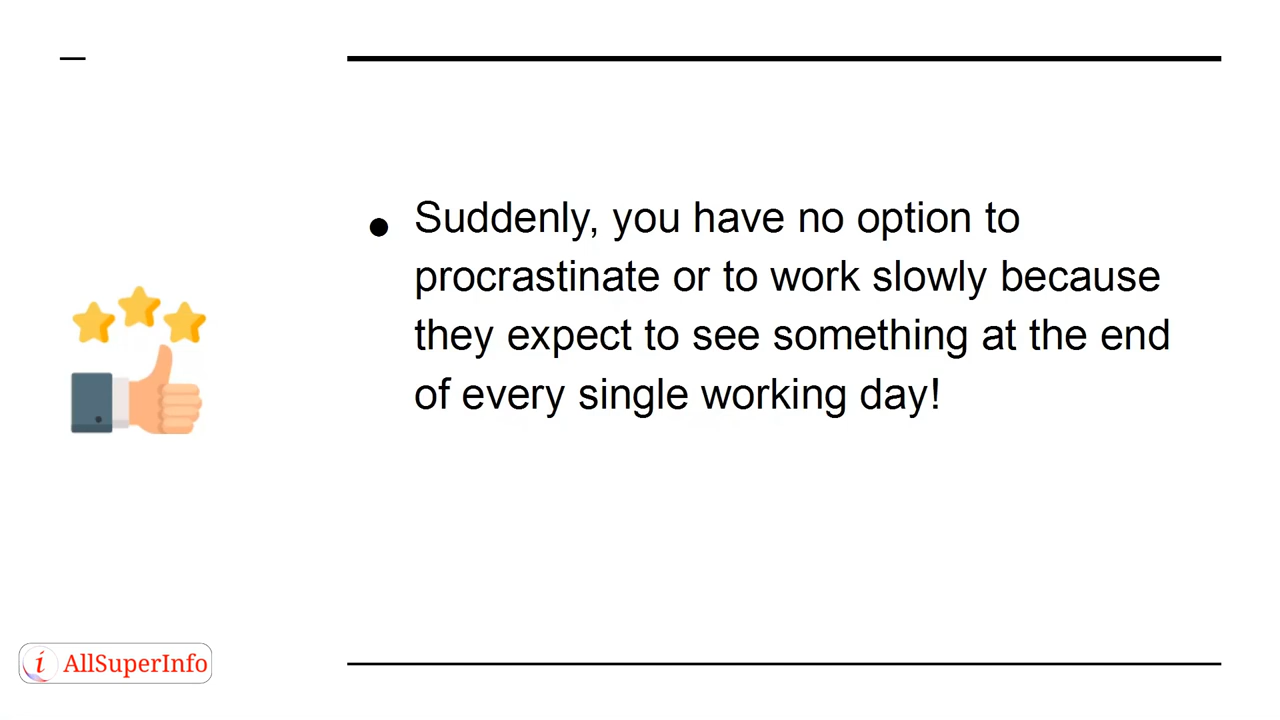 Suddenly, you have no option to
procrastinate or to work slowly because
they expect to see something at the end
of every single working day!
i AllSuperInfo